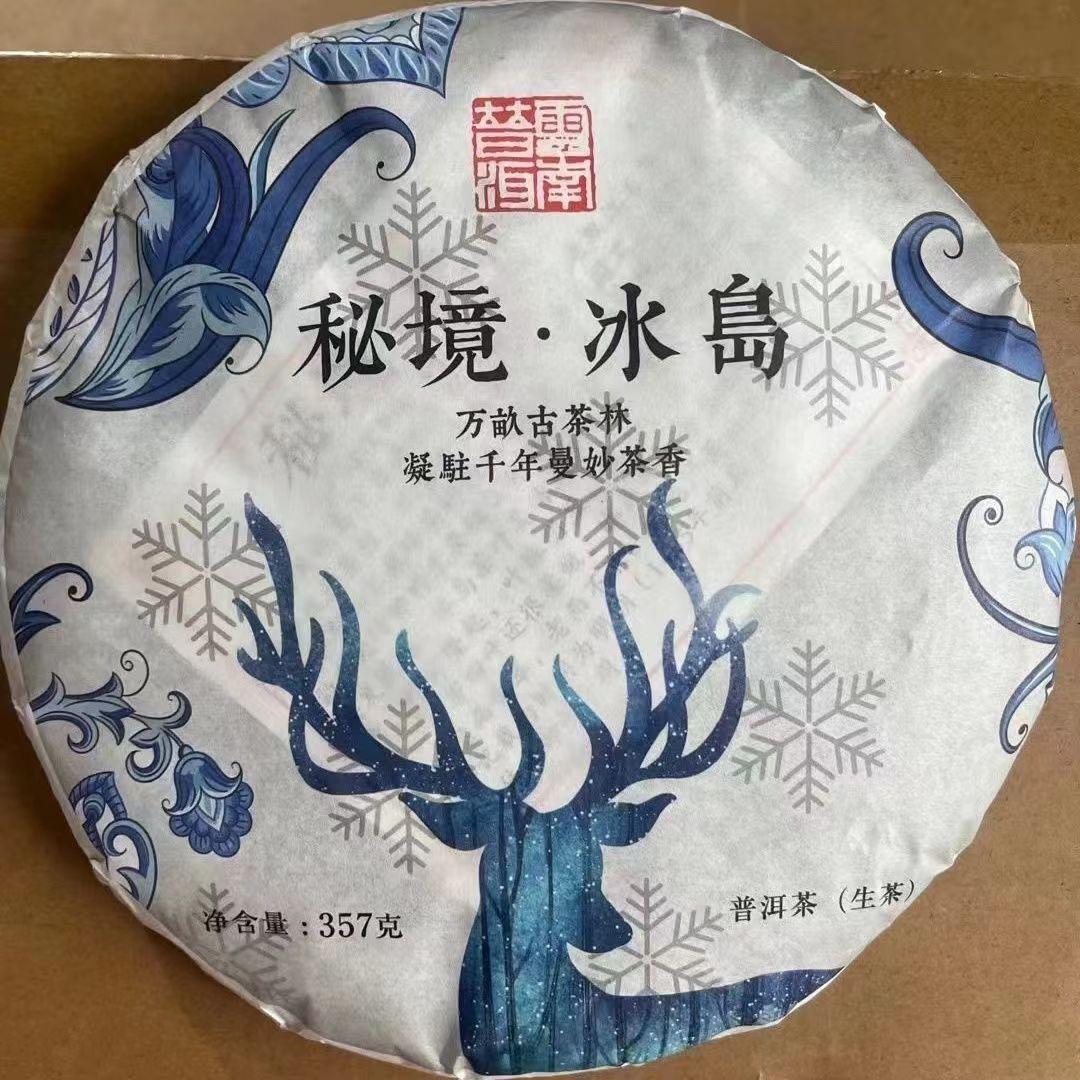 雲南
普洱
秘境·冰島
万畝古茶林
凝駐千年曼妙茶香
净含量：357克
普洱茶（生茶）